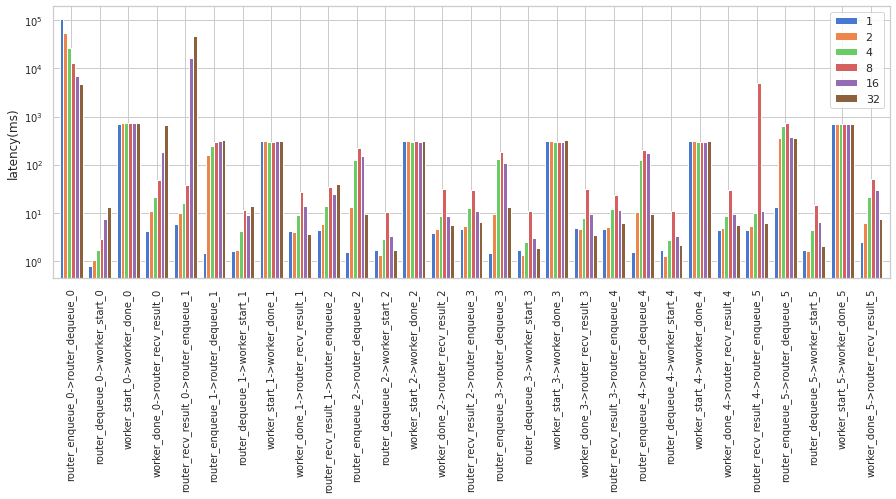 latency(ms)
10⁵
10⁴
10³
10²
10¹
10⁰
1
2
4
8
16
32
router_enqueue_0->router_dequeue_0
router_dequeue_0->worker_start_0
worker_start_0->worker_done_0
worker_done_0->router_recv_result_0
router_recv_result_0->router_enqueue_1
router_enqueue_1->router_dequeue_1
router_dequeue_1->worker_start_1
worker_start_1->worker_done_1
worker_done_1->router_recv_result_1
router_recv_result_1->router_enqueue_2
router_enqueue_2->router_dequeue_2
router_dequeue_2->worker_start_2
worker_start_2->worker_done_2
worker_done_2->router_recv_result_2
router_recv_result_2->router_enqueue_3
router_enqueue_3->router_dequeue_3
router_dequeue_3->worker_start_3
worker_start_3->worker_done_3
worker_done_3->router_recv_result_3
router_recv_result_3->router_enqueue_4
router_enqueue_4->router_dequeue_4
router_dequeue_4->worker_start_4
worker_start_4->worker_done_4
worker_done_4->router_recv_result_4
router_recv_result_4->router_enqueue_5
router_enqueue_5->router_dequeue_5
router_dequeue_5->worker_start_5
worker_start_5->worker_done_5
worker_done_5->router_recv_result_5